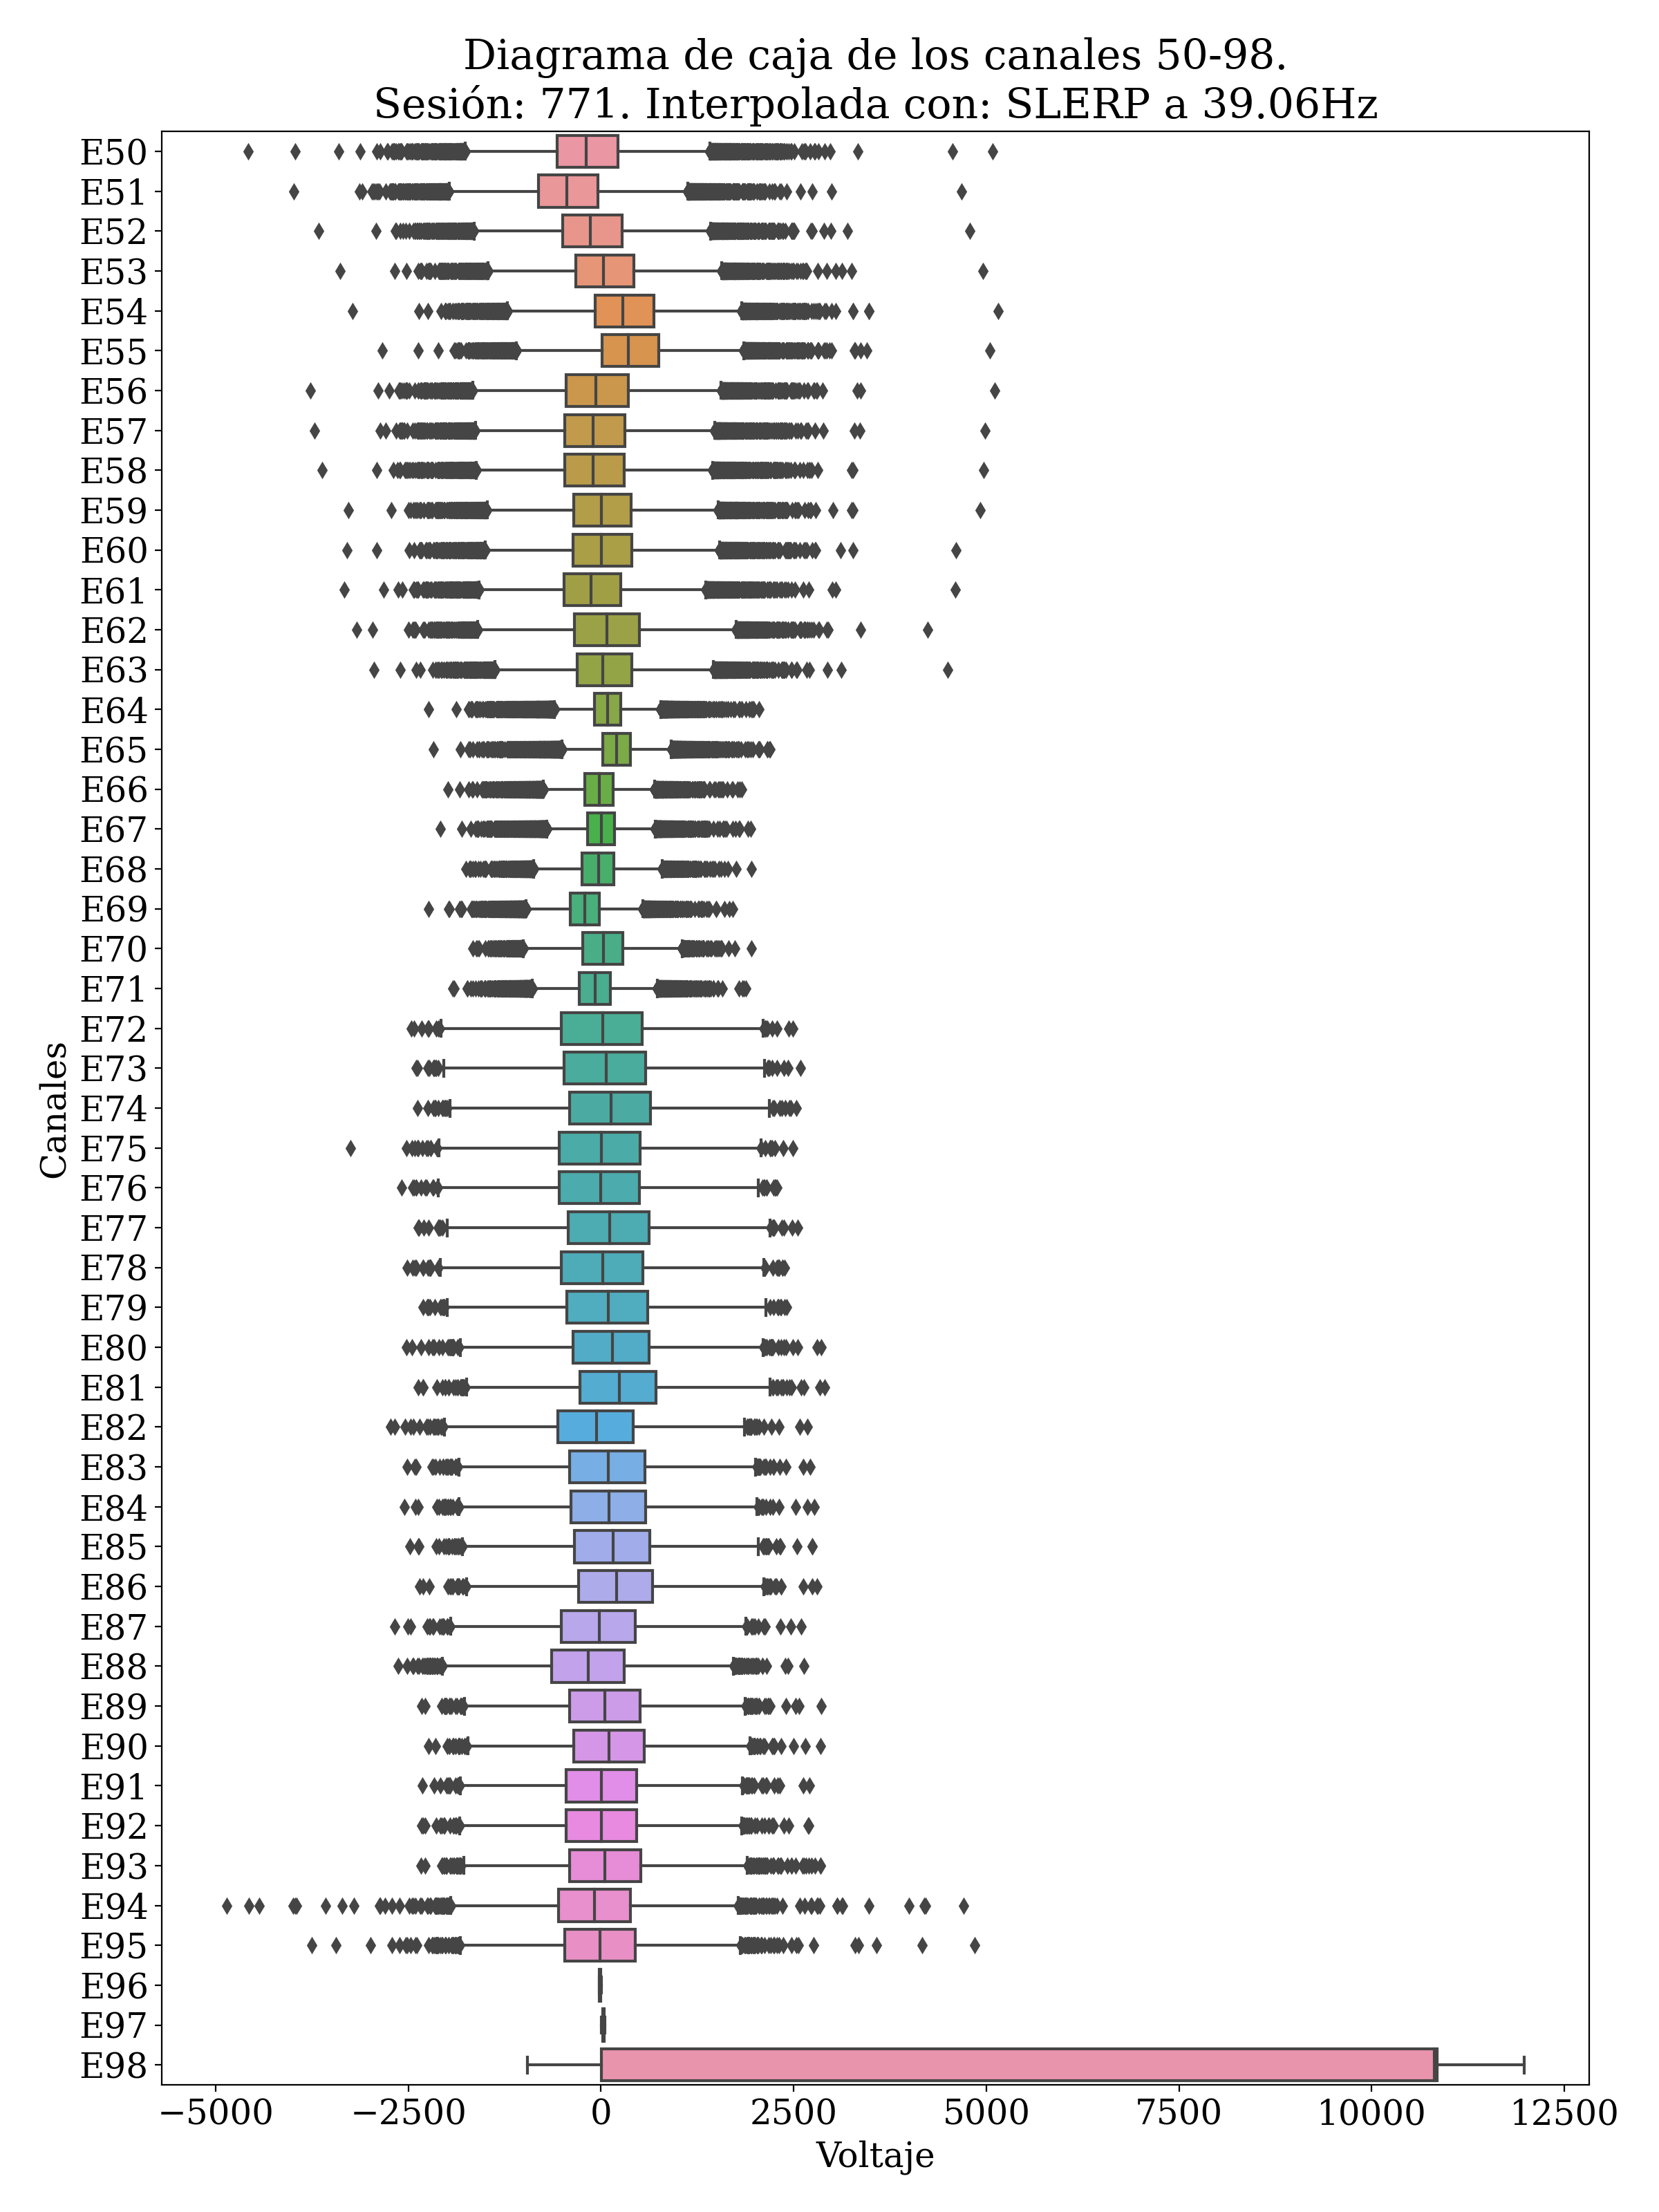 Diagrama de caja de los canales 50-98.
Sesión: 771. Interpolada con: SLERP a 39.06Hz
E50
E51
E52
E53
E54
E55
E56
E57
E58
E59
E60
E61
E62
E63
E64
E65
E66
E67
E68
E69
E70
E71
E72
E73
E74
E75
E76
E77
E78
E79
E80
E81
E82
E83
E84
E85
E86
E87
E88
E89
E90
E91
E92
E93
E94
E95
E96
E97
E98
Canales
−5000 −2500 0 2500 5000 7500 10000 12500
Voltaje